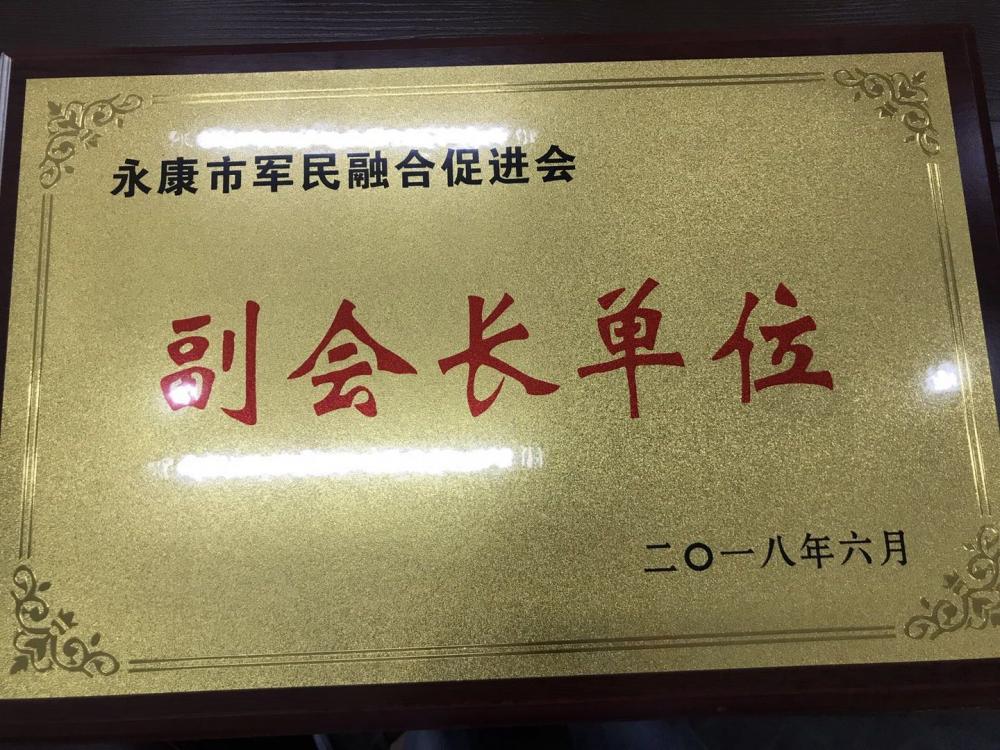 永康市军民融合促进会
副会长单位
二〇一八年六月